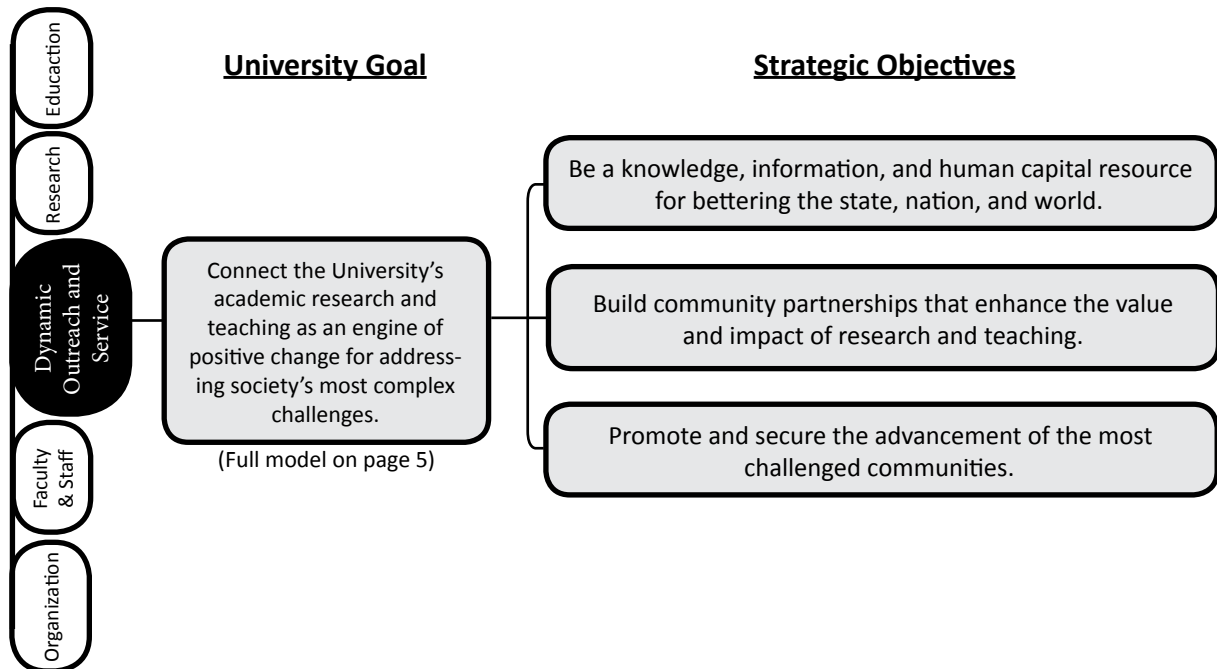 Educaction
Research
Dynamic
Outreach and
Service
Faculty
& Staff
Organization
University Goal
Connect the University’s
academic research and
teaching as an engine of
positive change for address-
ing society’s most complex
challenges.
(Full model on page 5)
Strategic Objectives
Be a knowledge, information, and human capital resource
for bettering the state, nation, and world.
Build community partnerships that enhance the value
and impact of research and teaching.
Promote and secure the advancement of the most
challenged communities.